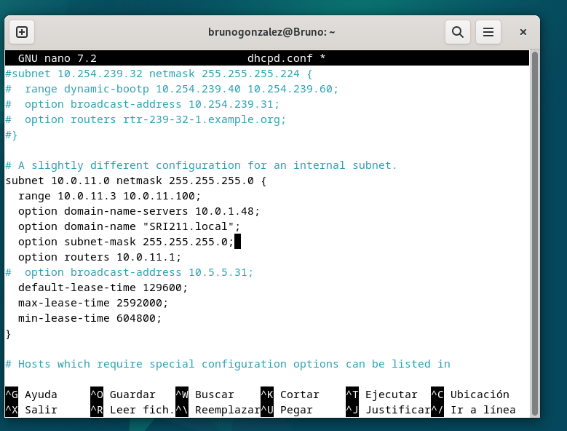 brunogonzalez@Bruno: ~
GNU nano 7.2 dhcpd.conf *
#subnet 10.254.239.32 netmask 255.255.255.224 {
#  range dynamic-bootp 10.254.239.40 10.254.239.60;
#  option broadcast-address 10.254.239.31;
#  option routers rtr-239-32-1.example.org;
#}

# A slightly different configuration for an internal subnet.
subnet 10.0.11.0 netmask 255.255.255.0 {
  range 10.0.11.3 10.0.11.100;
  option domain-name-servers 10.0.1.48;
  option domain-name "SRI211.local";
  option subnet-mask 255.255.255.0;
  option routers 10.0.11.1;
#  option broadcast-address 10.5.5.31;
  default-lease-time 129600;
  max-lease-time 2592000;
  min-lease-time 604800;
}

# Hosts which require special configuration options can be listed in
^G Ayuda ^O Guardar ^W Buscar ^K Cortar ^T Ejecutar ^C Ubicación
^X Salir ^R Leer fich. ^\ Reemplazar ^U Pegar ^J Justificar ^/ Ir a línea